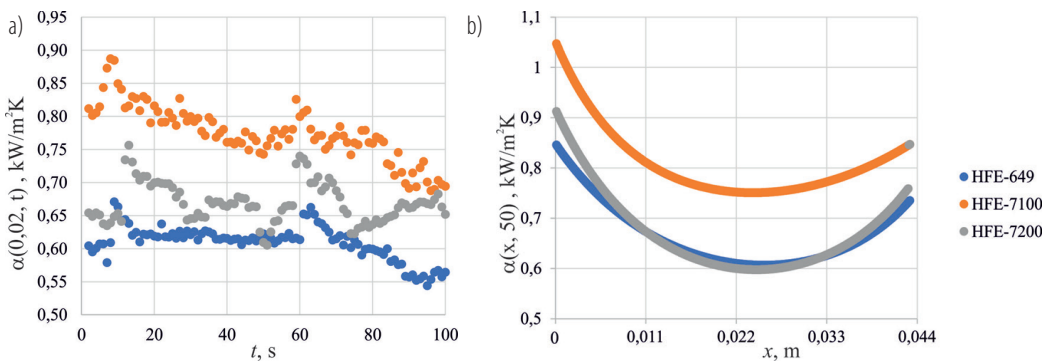 a)
α(0,02, t) , kW/m²K
0,95
0,90
0,85
0,80
0,75
0,70
0,65
0,60
0,55
0,50
0 20 40 60 80 100
t, s
b)
α(x, 50) , kW/m²K
1,1
1
0,9
0,8
0,7
0,6
0,5
0 0,011 0,022 0,033 0,044
x, m
HFE-649
HFE-7100
HFE-7200